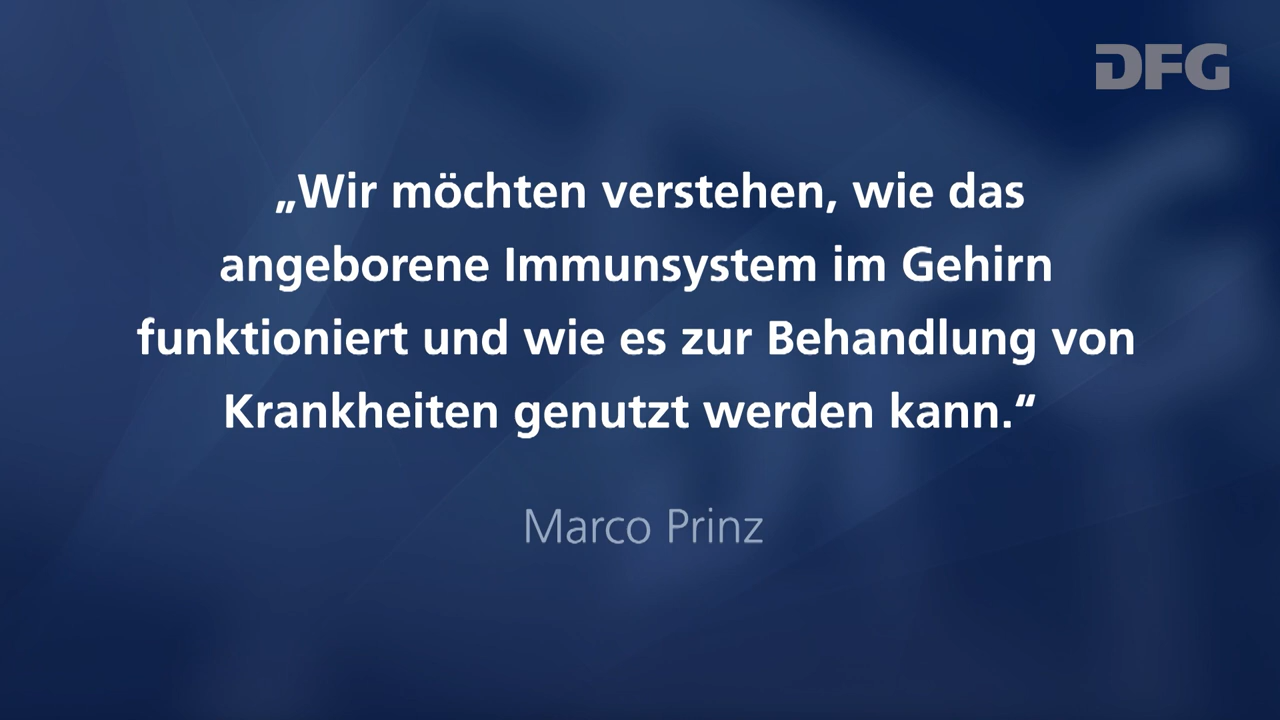 DFG
„Wir möchten verstehen, wie das
angeborene Immunsystem im Gehirn
funktioniert und wie es zur Behandlung von
Krankheiten genutzt werden kann.“
Marco Prinz